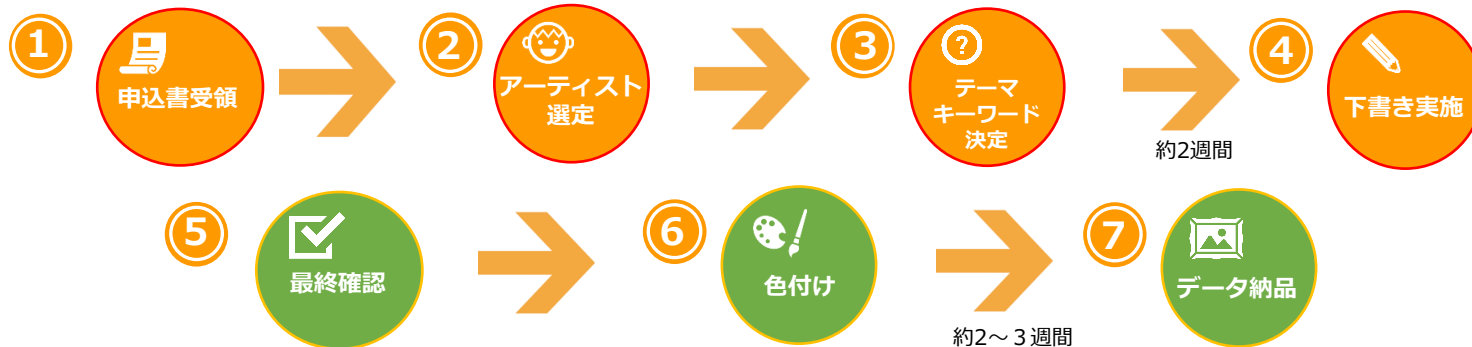 ①
申込書受領
②
アーティスト
選定
③
?
テーマ
キーワード
決定
約2週間
④
下書き実施
⑤
最終確認
⑥
色付け
約2～３週間
⑦
データ納品